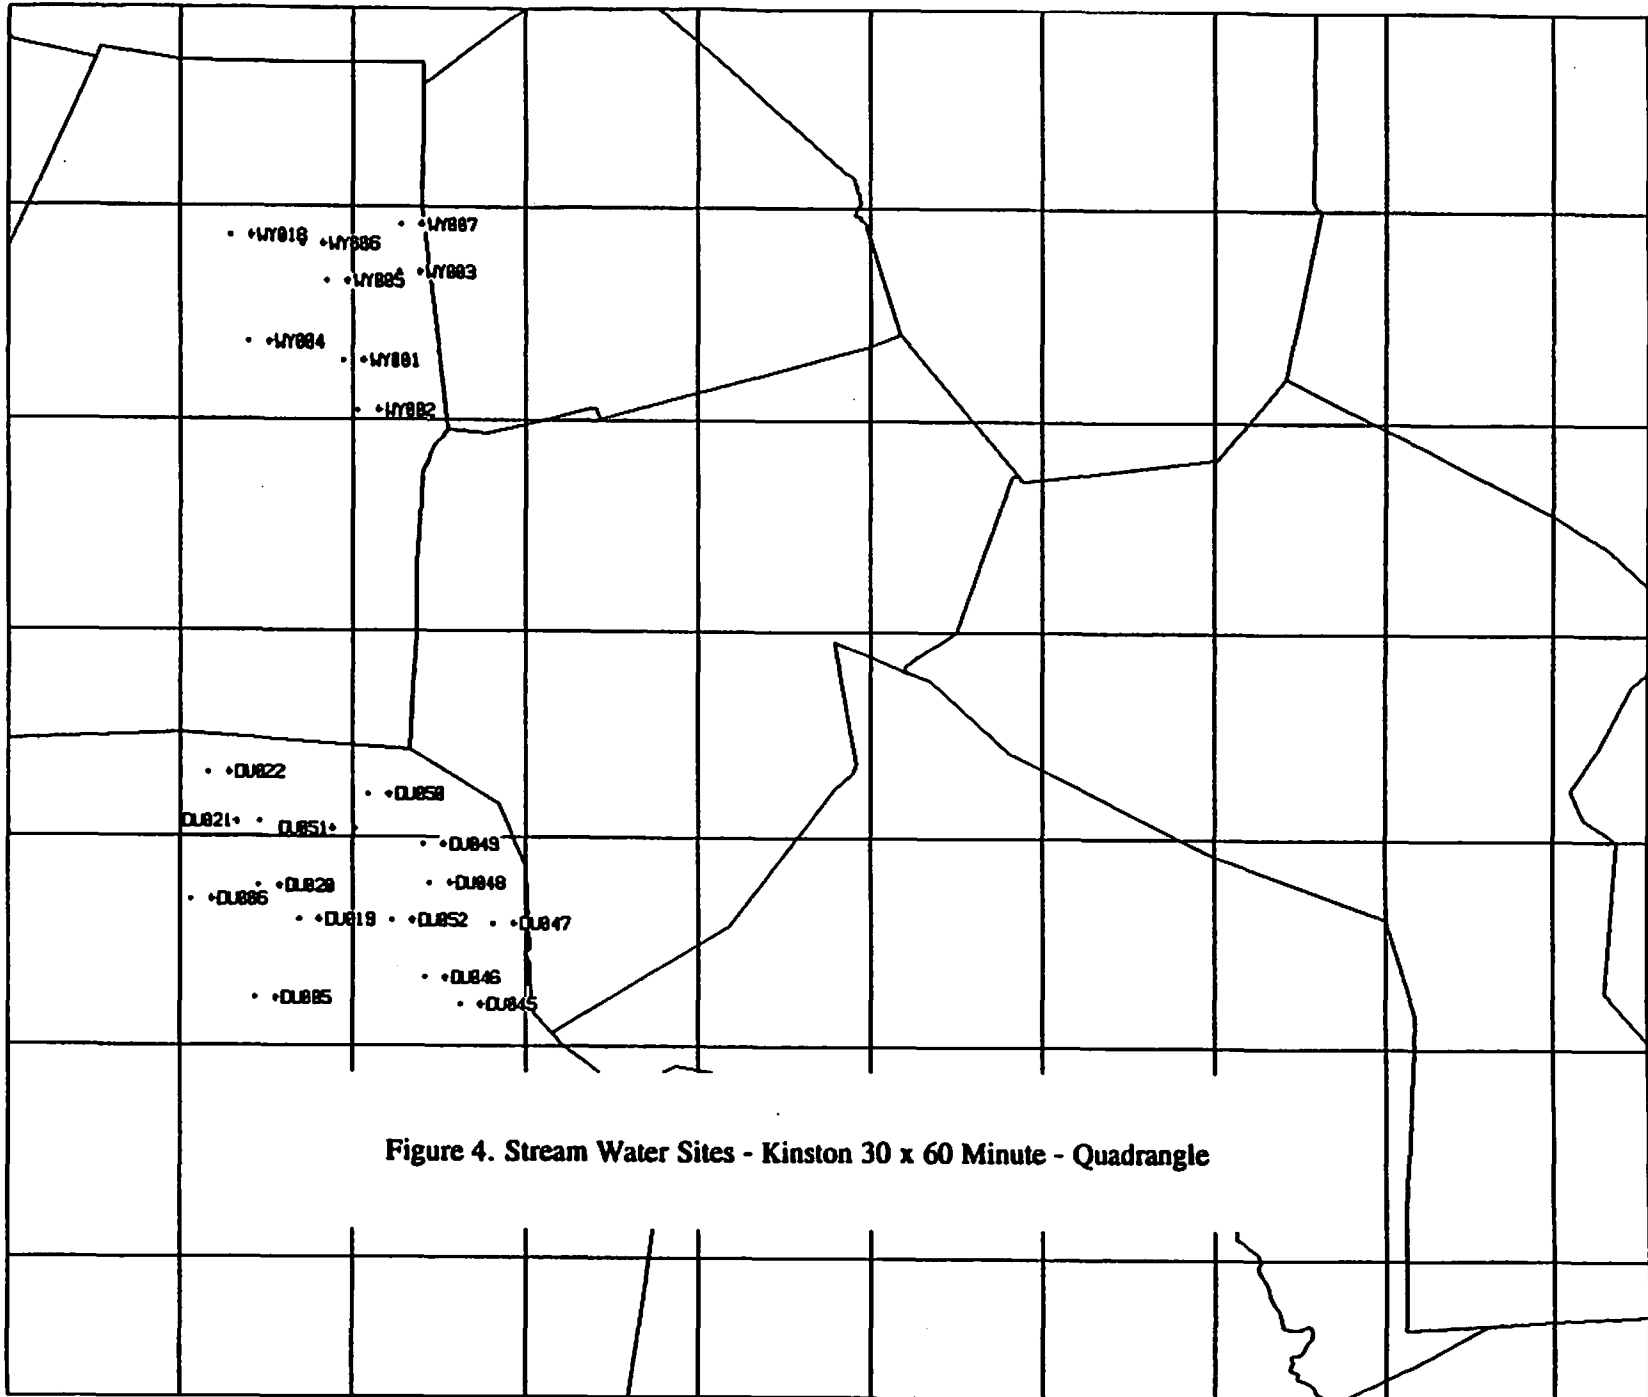 WY007
WY018
WY006
WY003
WY005
WY004
WY001
WY002
DU022
DU050
DU021
DU051
DU049
DU020
DU048
DU006
DU019
DU052
DU047
DU046
DU005
DU045
Figure 4. Stream Water Sites - Kinston 30 x 60 Minute - Quadrangle